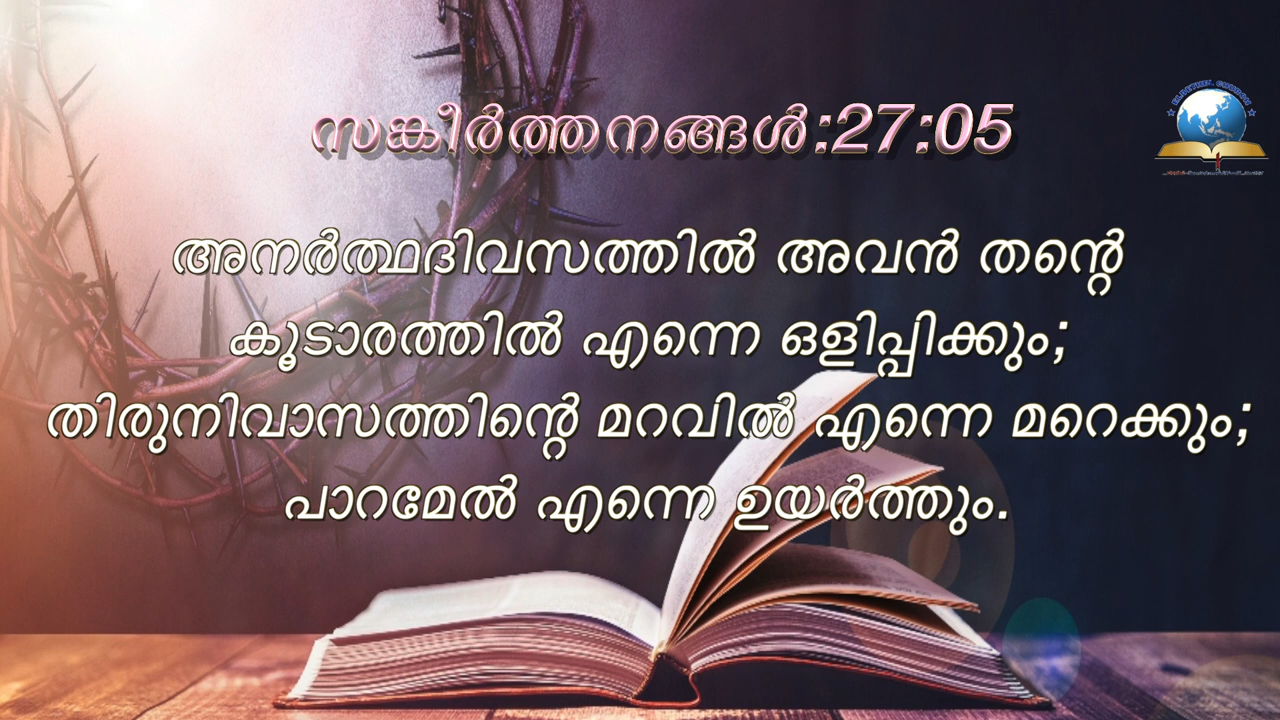 സങ്കീർത്തനങ്ങൾ:27:05
അനർത്ഥദിവസത്തിൽ അവൻ തന്റെ
കൂടാരത്തിൽ എന്നെ ഒളിപ്പിക്കും;
തിരുനിവാസത്തിന്റെ മറവിൽ എന്നെ മറെക്കും;
പാറമേൽ എന്നെ ഉയർത്തും.